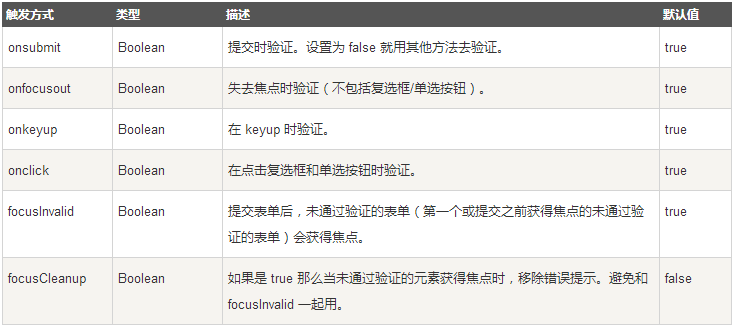 触发方式 类型 描述 默认值
onsubmit Boolean 提交时验证。设置为 false 就用其他方法去验证。 true
onfocusout Boolean 失去焦点时验证（不包括复选框/单选按钮）。 true
onkeyup Boolean 在 keyup 时验证。 true
onclick Boolean 在点击复选框和单选按钮时验证。 true
focusInvalid Boolean 提交表单后，未通过验证的表单（第一个或提交之前获得焦点的未通过验 true
证的表单）会获得焦点。
focusCleanup Boolean 如果是 true 那么当未通过验证的元素获得焦点时，移除错误提示。避免和 false
focusInvalid 一起用。